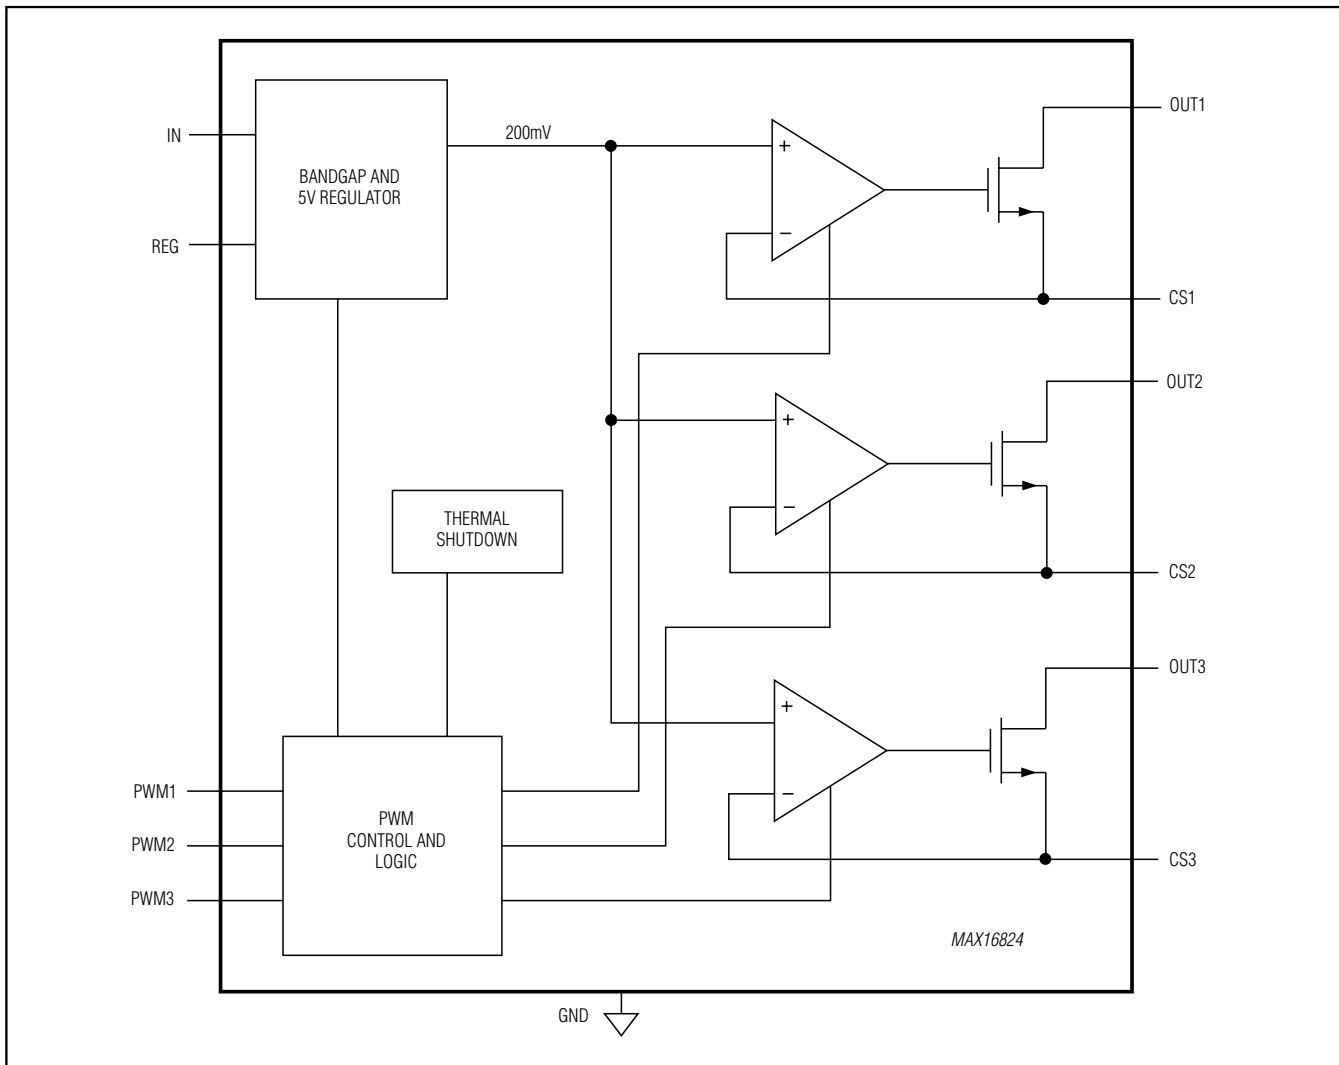 IN
REG
BANDGAP AND
5V REGULATOR
200mV
+
−
OUT1
CS1
+
−
OUT2
CS2
THERMAL
SHUTDOWN
+
−
OUT3
CS3
PWM1
PWM2
PWM3
PWM
CONTROL AND
LOGIC
MAX16824
GND